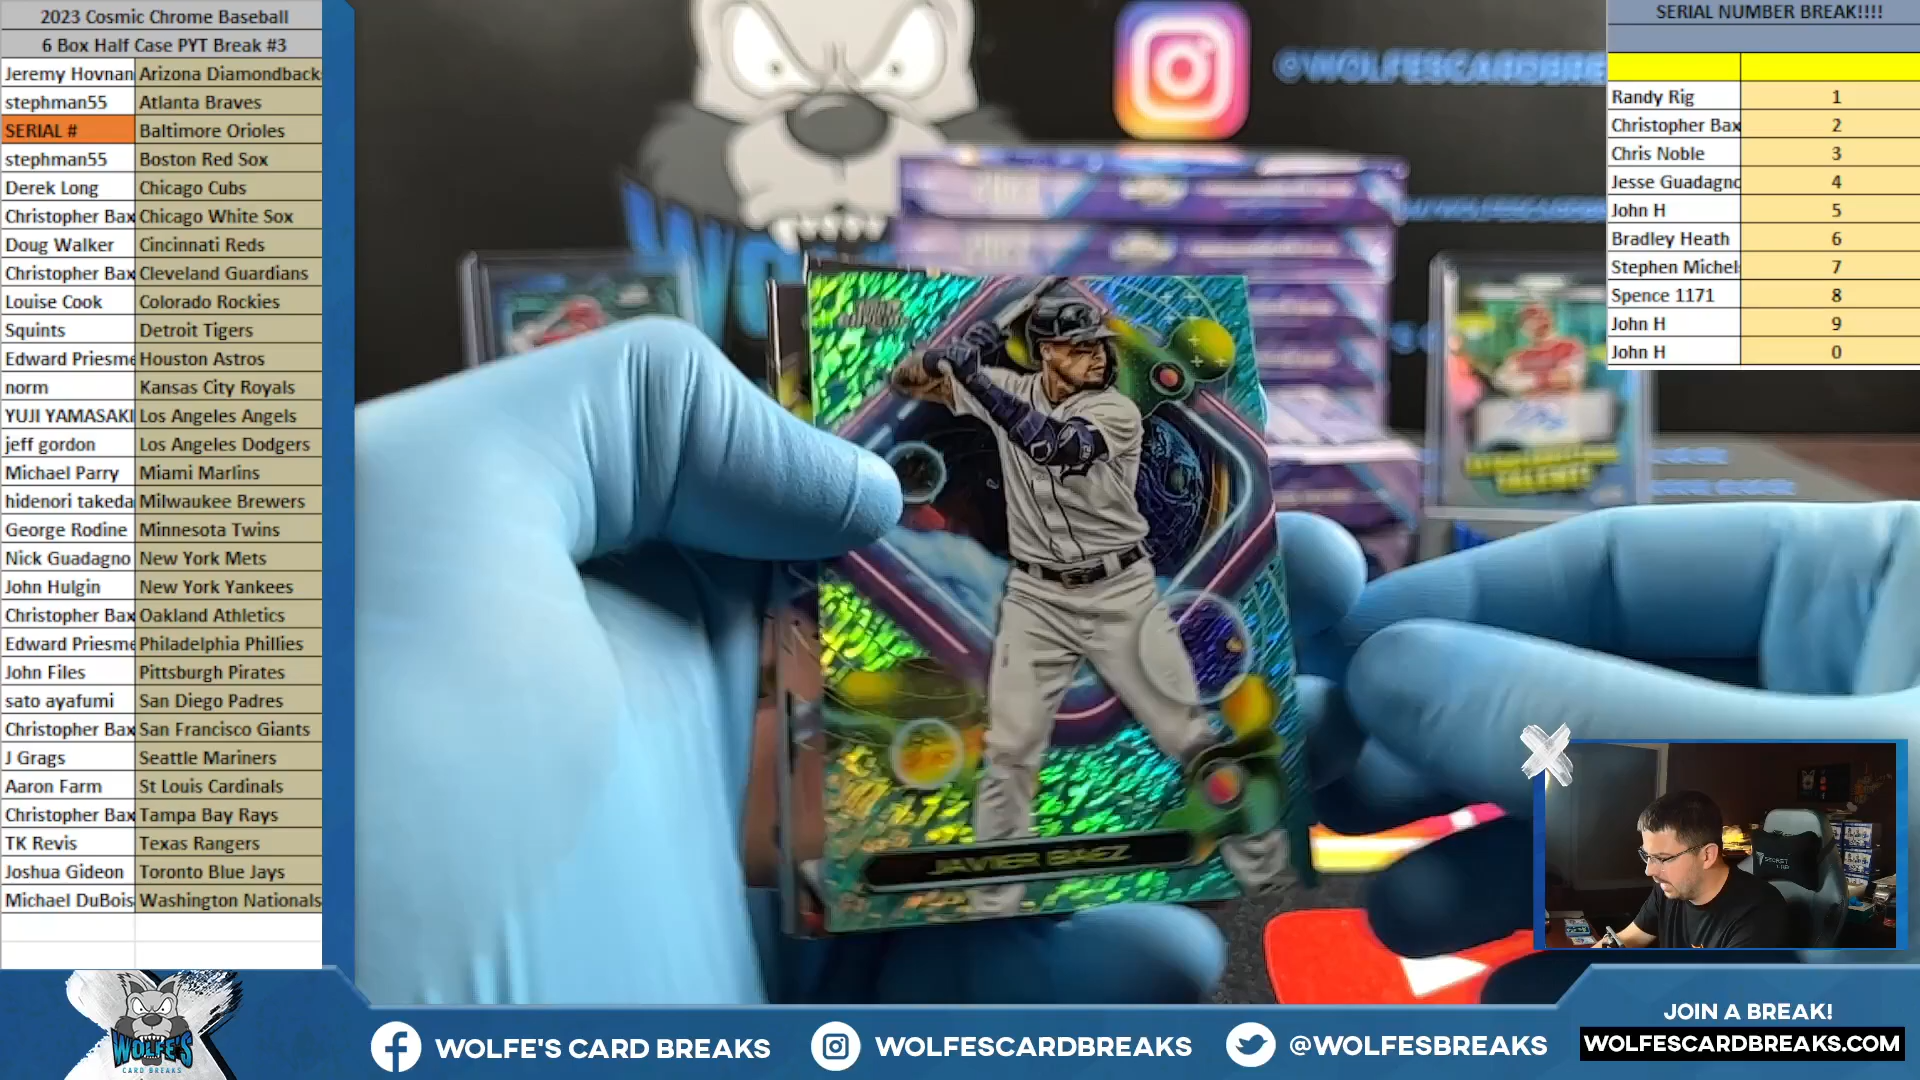 2023 Cosmic Chrome Baseball
6 Box Half Case PYT Break #3
Jeremy Hovnan Arizona Diamondback
stephman55 Atlanta Braves
SERIAL # Baltimore Orioles
stephman55 Boston Red Sox
Derek Long Chicago Cubs
Christopher Bax Chicago White Sox
Doug Walker Cincinnati Reds
Christopher Bax Cleveland Guardians
Louise Cook Colorado Rockies
Squints Detroit Tigers
Edward Priesme Houston Astros
norm Kansas City Royals
YUJI YAMASAKI Los Angeles Angels
jeff gordon Los Angeles Dodgers
Michael Parry Miami Marlins
hidenori takeda Milwaukee Brewers
George Rodine Minnesota Twins
Nick Guadagno New York Mets
John Hulgin New York Yankees
Christopher Bax Oakland Athletics
Edward Priesme Philadelphia Phillies
John Files Pittsburgh Pirates
sato ayafumi San Diego Padres
Christopher Bax San Francisco Giants
J Grags Seattle Mariners
Aaron Farm St Louis Cardinals
Christopher Bax Tampa Bay Rays
TK Revis Texas Rangers
Joshua Gideon Toronto Blue Jays
Michael DuBois Washington Nationals
@WOLFESCARDBRE
JAVIER BAEZ
SERIAL NUMBER BREAK!!!!
Randy Rig 1
Christopher Bax 2
Chris Noble 3
Jesse Guadagno 4
John H 5
Bradley Heath 6
Stephen Michel 7
Spence 1171 8
John H 9
John H 0
WOLFE'S
CARD BREAKS
WOLFE'S CARD BREAKS
WOLFESCARDBREAKS
@WOLFESBREAKS
JOIN A BREAK!
WOLFESCARDBREAKS.COM